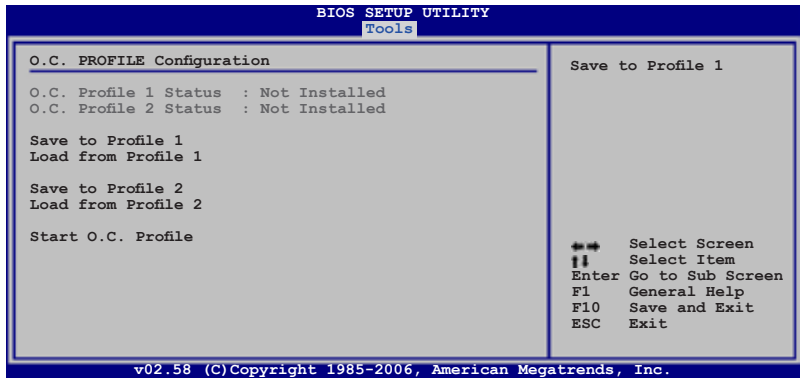 BIOS SETUP UTILITY
Tools
O.C. PROFILE Configuration
O.C. Profile 1 Status : Not Installed
O.C. Profile 2 Status : Not Installed
Save to Profile 1
Load from Profile 1
Save to Profile 2
Load from Profile 2
Start O.C. Profile
Save to Profile 1
Select Screen
Select Item
Enter Go to Sub Screen
F1 General Help
F10 Save and Exit
ESC Exit
v02.58 (C)Copyright 1985-2006, American Megatrends, Inc.